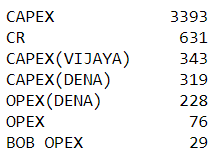 CAPEX 3393
CR 631
CAPEX(VIJAYA) 343
CAPEX(DENA) 319
OPEX(DENA) 228
OPEX 76
BOB OPEX 29